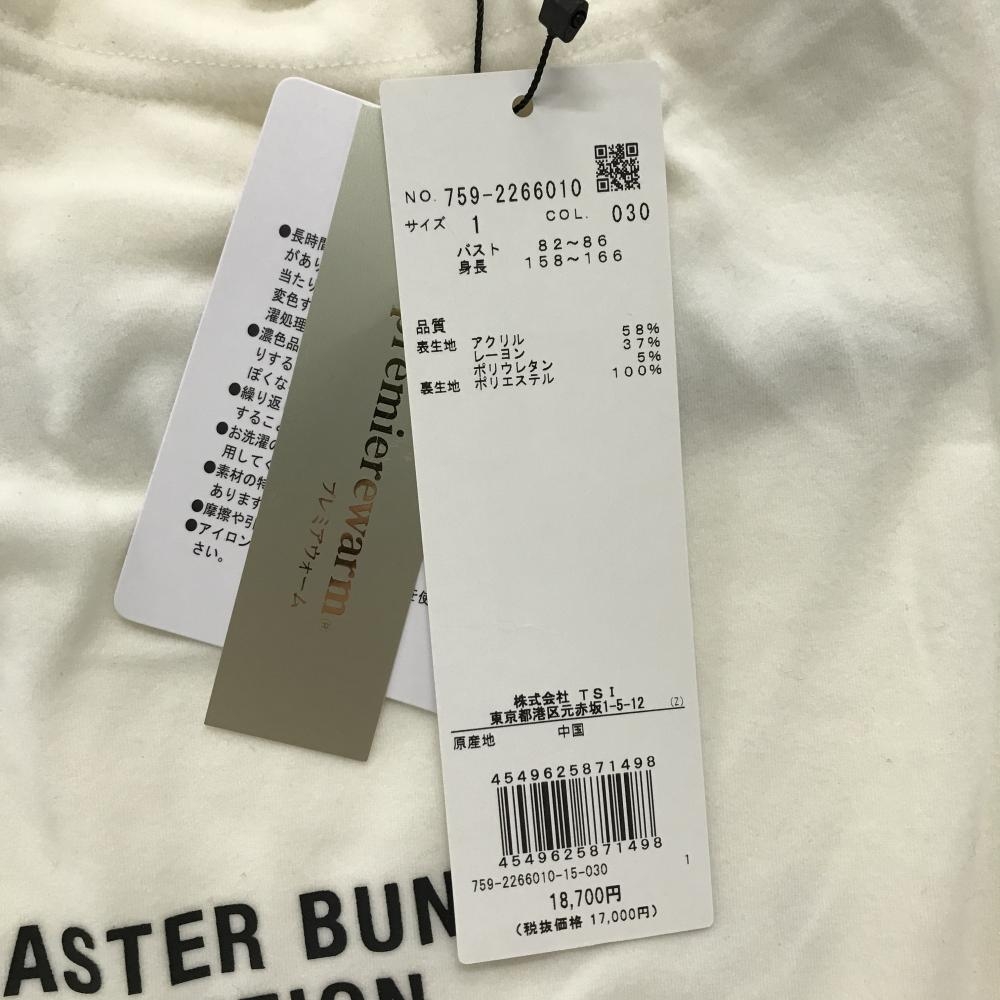 NO. 759-2266010
サイズ 1 COL. 030
バスト 82～86
身長 158～166
品質
表生地 アクリル 58%
レーヨン 37%
ポリウレタン 5%
裏生地 ポリエステル 100%
株式会社 TSI
東京都港区元赤坂1-5-12 (Z)
原産地 中国
4549625871498
4549625871498
759-2266010-15-030 1
18,700円
(税抜価格 17,000円)
premierewarm®
プレミアウォーム
●長時間
があり
当たり
変色す
濯処理
●濃色品
りする
ぽくな
●繰り返
するこ
●お洗濯の
用してく
●素材の特
あります
●摩擦や引
●アイロン
さい。
ASTER BUN
TION